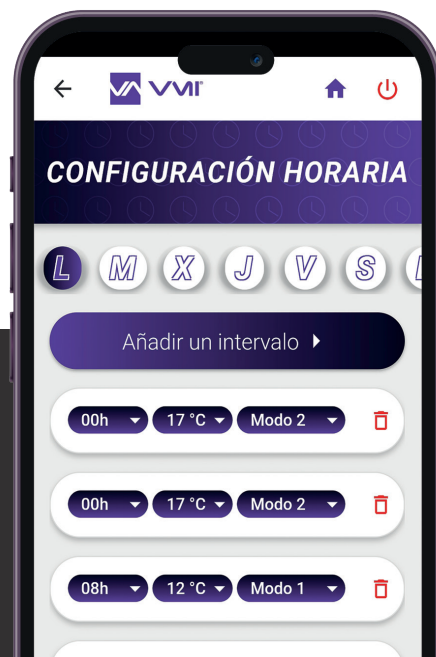 VMI®
CONFIGURACIÓN HORARIA
L M X J V S
Añadir un intervalo
00h 17 °C Modo 2
00h 17 °C Modo 2
08h 12 °C Modo 1